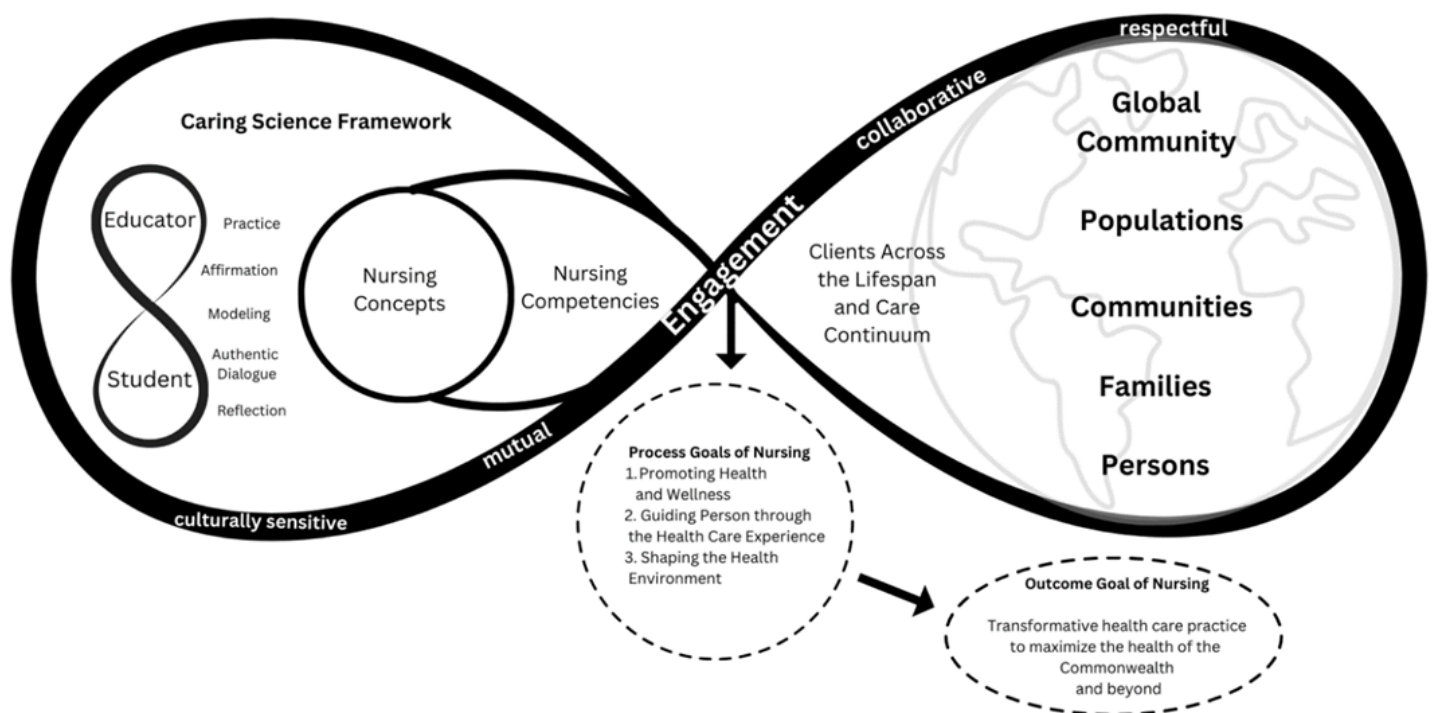 Caring Science Framework
Educator
Student
Practice
Affirmation
Modeling
Authentic
Dialogue
Reflection
Nursing
Concepts
Nursing
Competencies
culturally sensitive
mutual
Engagement
collaborative
respectful
Clients Across
the Lifespan
and Care
Continuum
Global
Community
Populations
Communities
Families
Persons
Process Goals of Nursing
1. Promoting Health
and Wellness
2. Guiding Person through
the Health Care Experience
3. Shaping the Health
Environment
Outcome Goal of Nursing
Transformative health care practice
to maximize the health of the
Commonwealth
and beyond